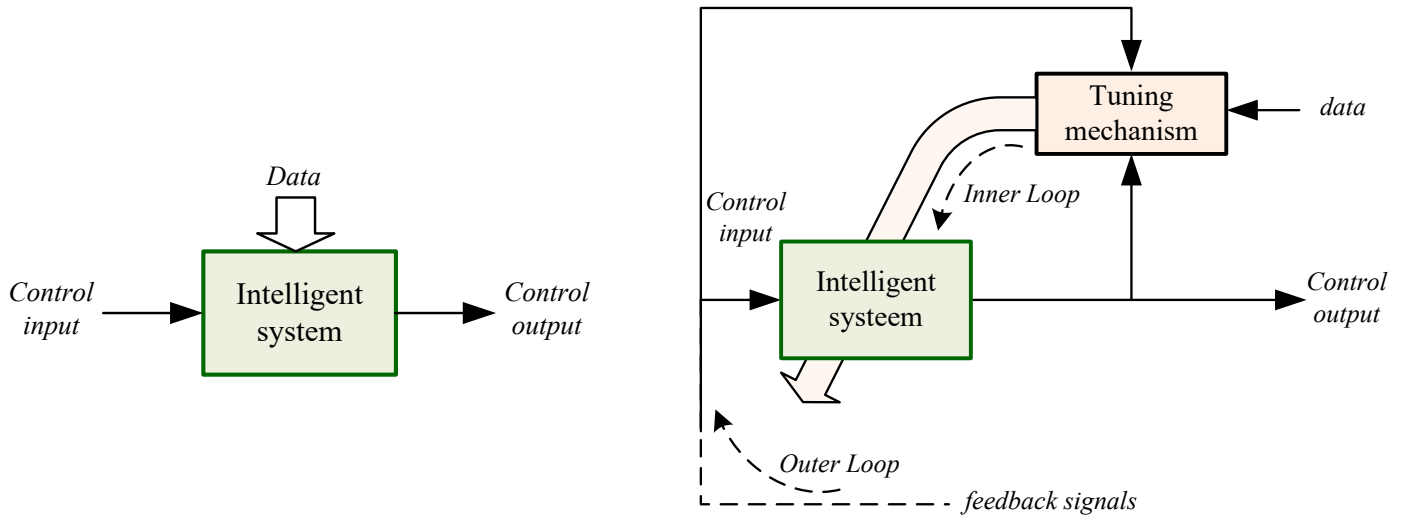 Data
Control
input
Intelligent
system
Control
output
Tuning
mechanism
data
Inner Loop
Control
input
Intelligent
systeem
Control
output
Outer Loop
feedback signals